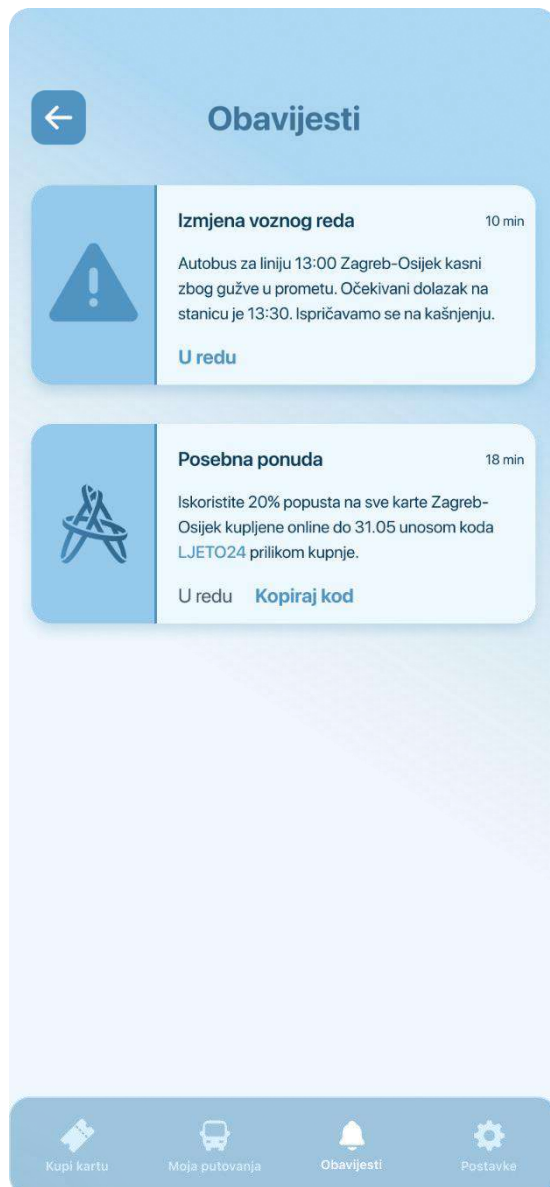 Obavijesti
Izmjena voznog reda
10 min
Autobus za liniju 13:00 Zagreb-Osijek kasni
zbog gužve u prometu. Očekivani dolazak na
stanicu je 13:30. Ispričavamo se na kašnjenju.
U redu
Posebna ponuda
18 min
Iskoristite 20% popusta na sve karte Zagreb-
Osijek kupljene online do 31.05 unosom koda
LJETO24 prilikom kupnje.
U redu Kopiraj kod
Kupi kartu
Moja putovanja
Obavijesti
Postavke